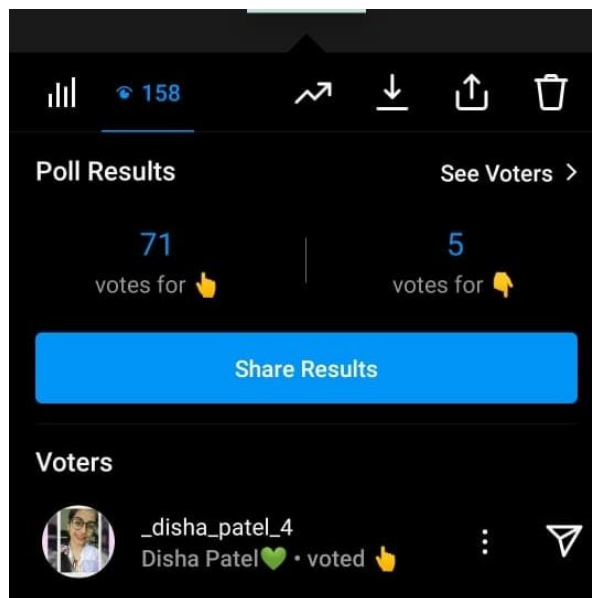 158
Poll Results
See Voters >
71
votes for 👆
5
votes for 👇
Share Results
Voters
_disha_patel_4
Disha Patel💚 • voted 👆